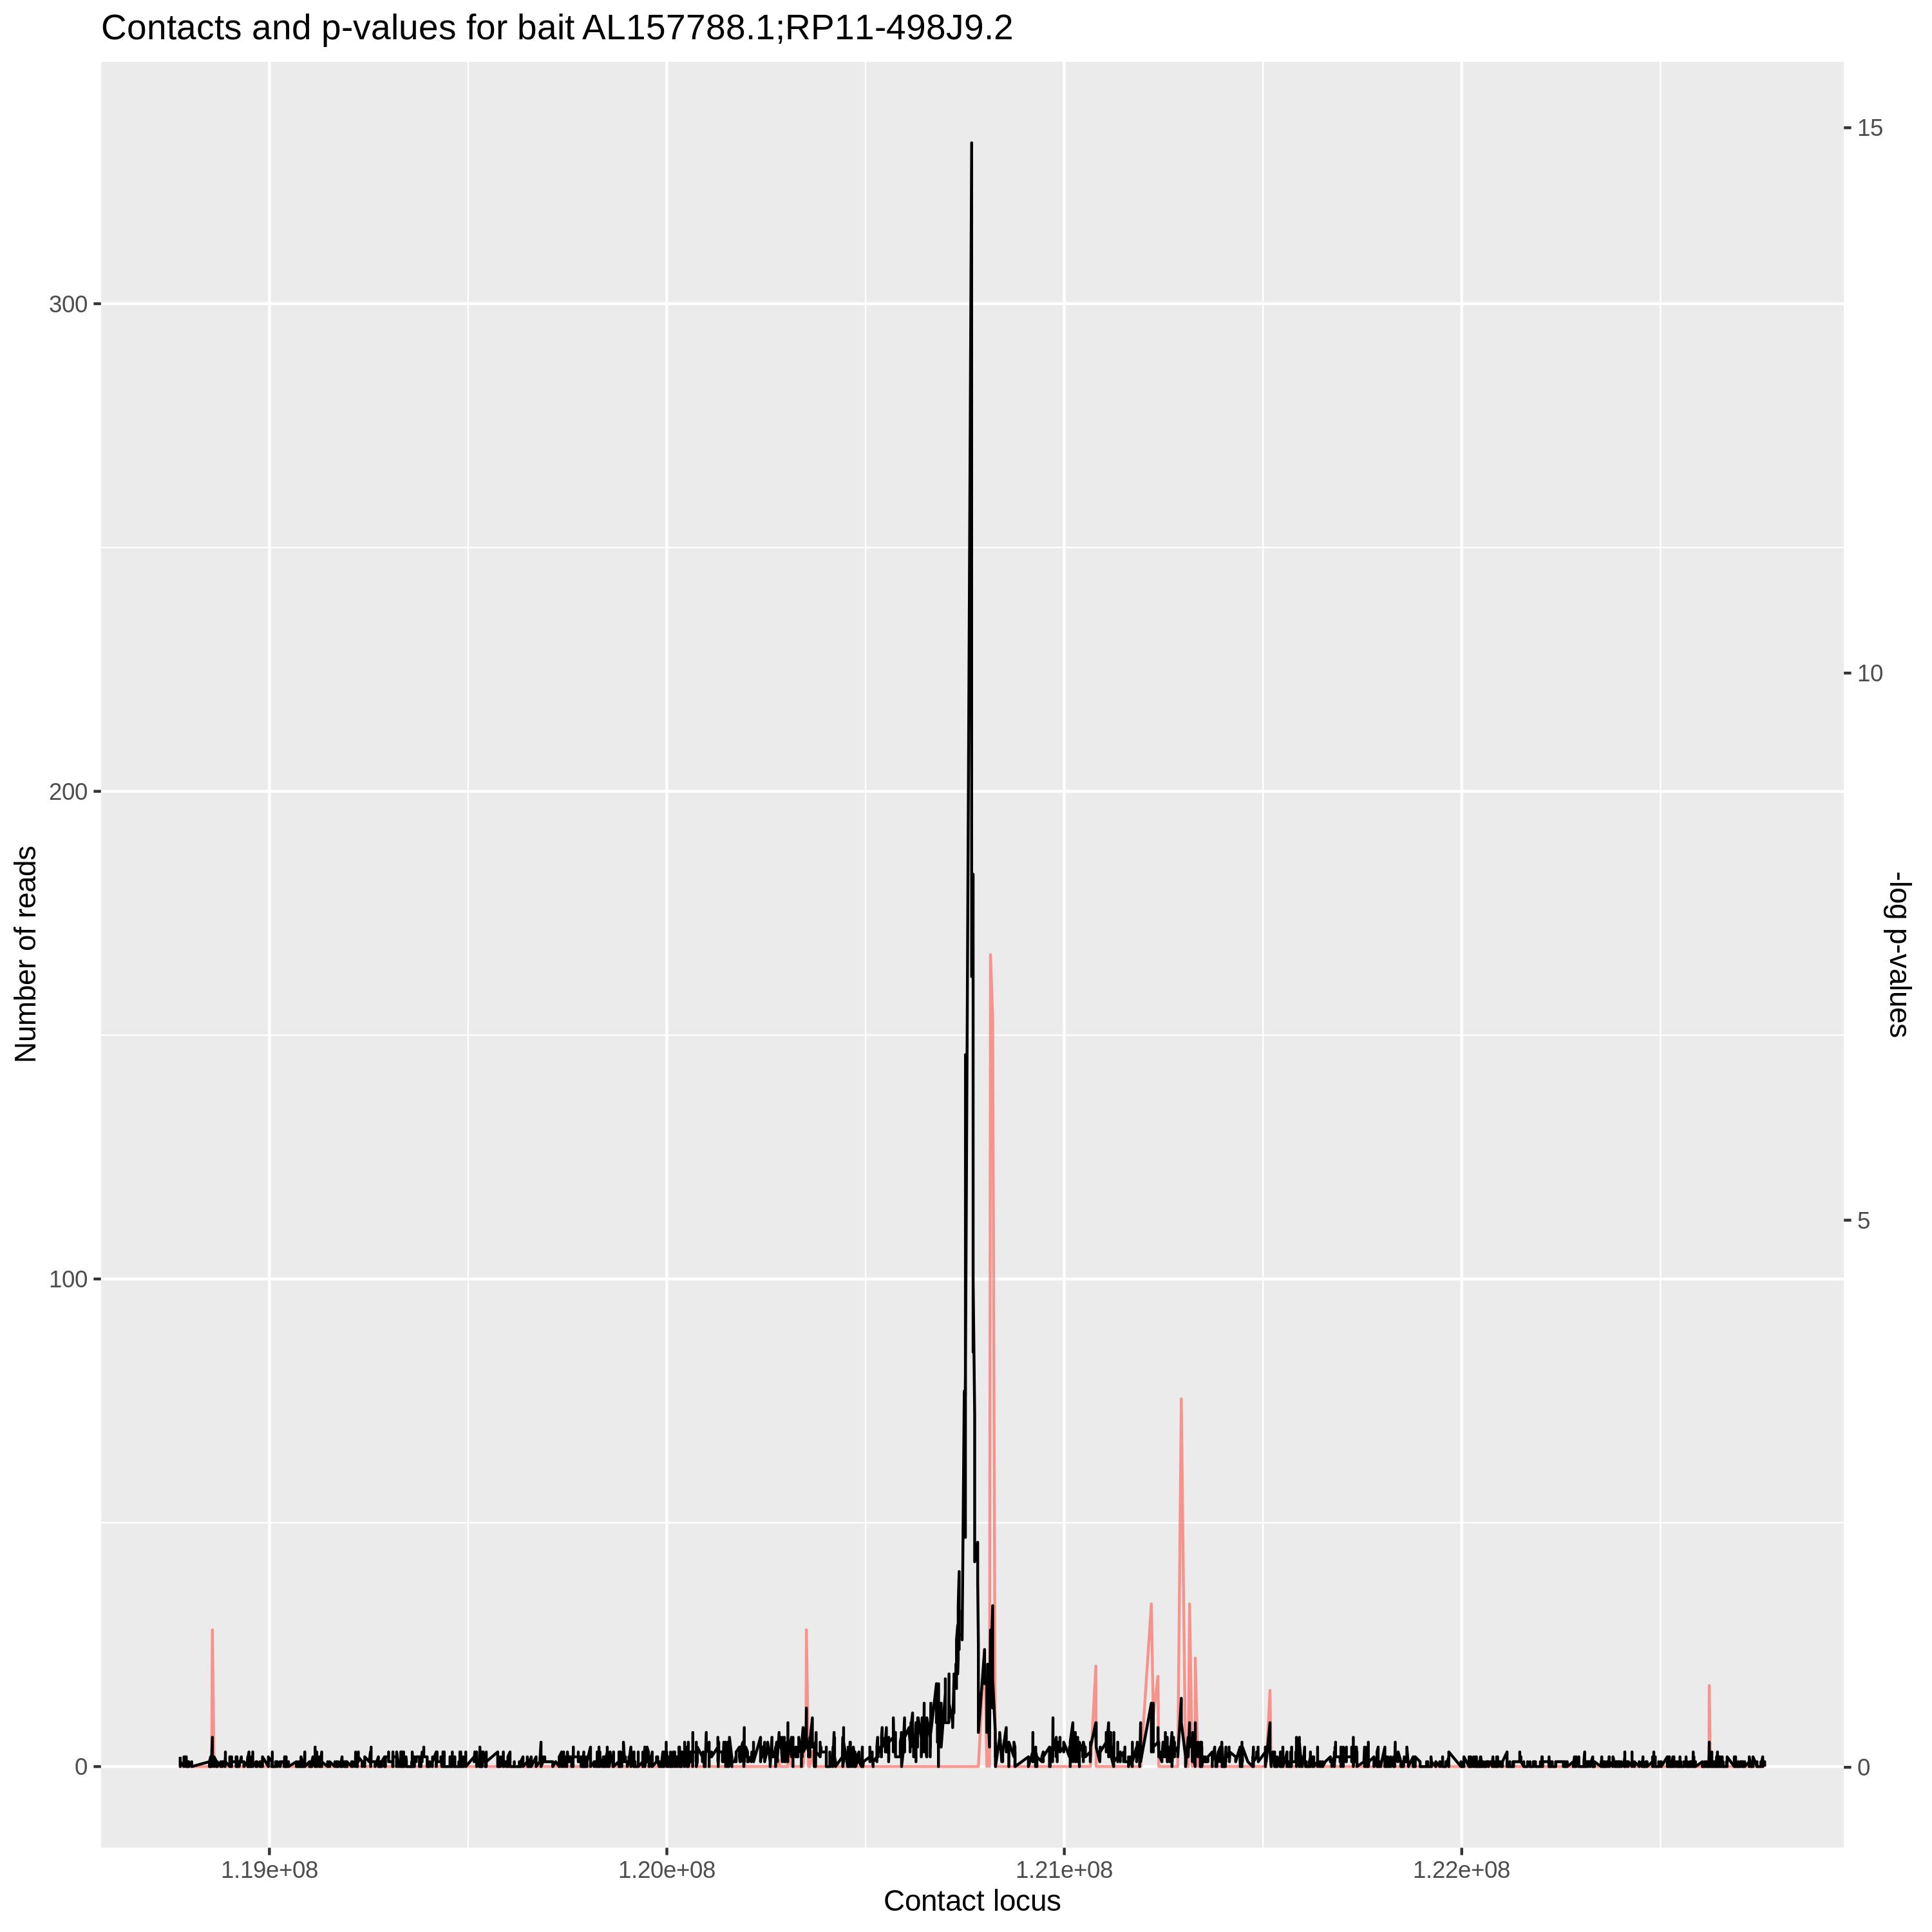 Contacts and p-values for bait AL157788.1;RP11-498J9.2
Number of reads
300
200
100
0
15
10
5
0
-log p-values
1.19e+08
1.20e+08
1.21e+08
1.22e+08
Contact locus